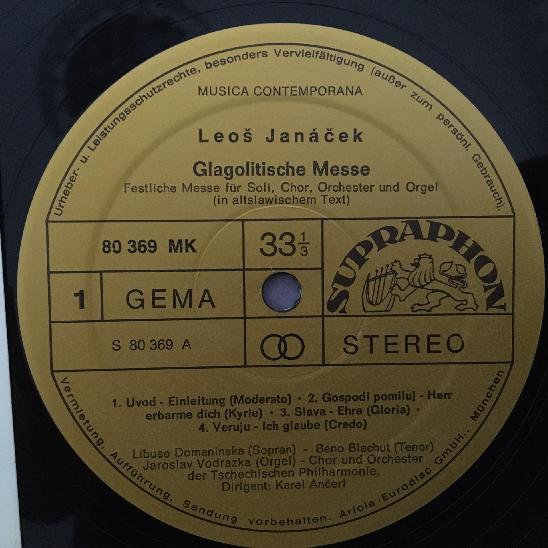 Urheber- u. Leistungsschutzrechte, besonders Vervielfältigung (außer zum persönl. Gebrauch),
MUSICA CONTEMPORANA
Leoš Janáček
Glagolitische Messe
Festliche Messe für Soli, Chor, Orchester und Orgel
(in altslawischem Text)
80 369 MK
33 1/3
SUPRAPHON
1
GEMA
S 80 369 A
STEREO
1. Uvod - Einleitung (Moderato) · 2. Gospodi pomiluj - Herr
erbarme dich (Kyrie) · 3. Slava - Ehre (Gloria) ·
4. Veruju - Ich glaube (Credo)
Libuse Domaninska (Sopran) - Beno Blachut (Tenor)
Jaroslav Vodrazka (Orgel) - Chor und Orchester
der Tschechischen Philharmonie,
Dirigent: Karel Ančerl
Vermietung, Aufführung, Sendung vorbehalten. Ariola-Eurodisc GmbH., München